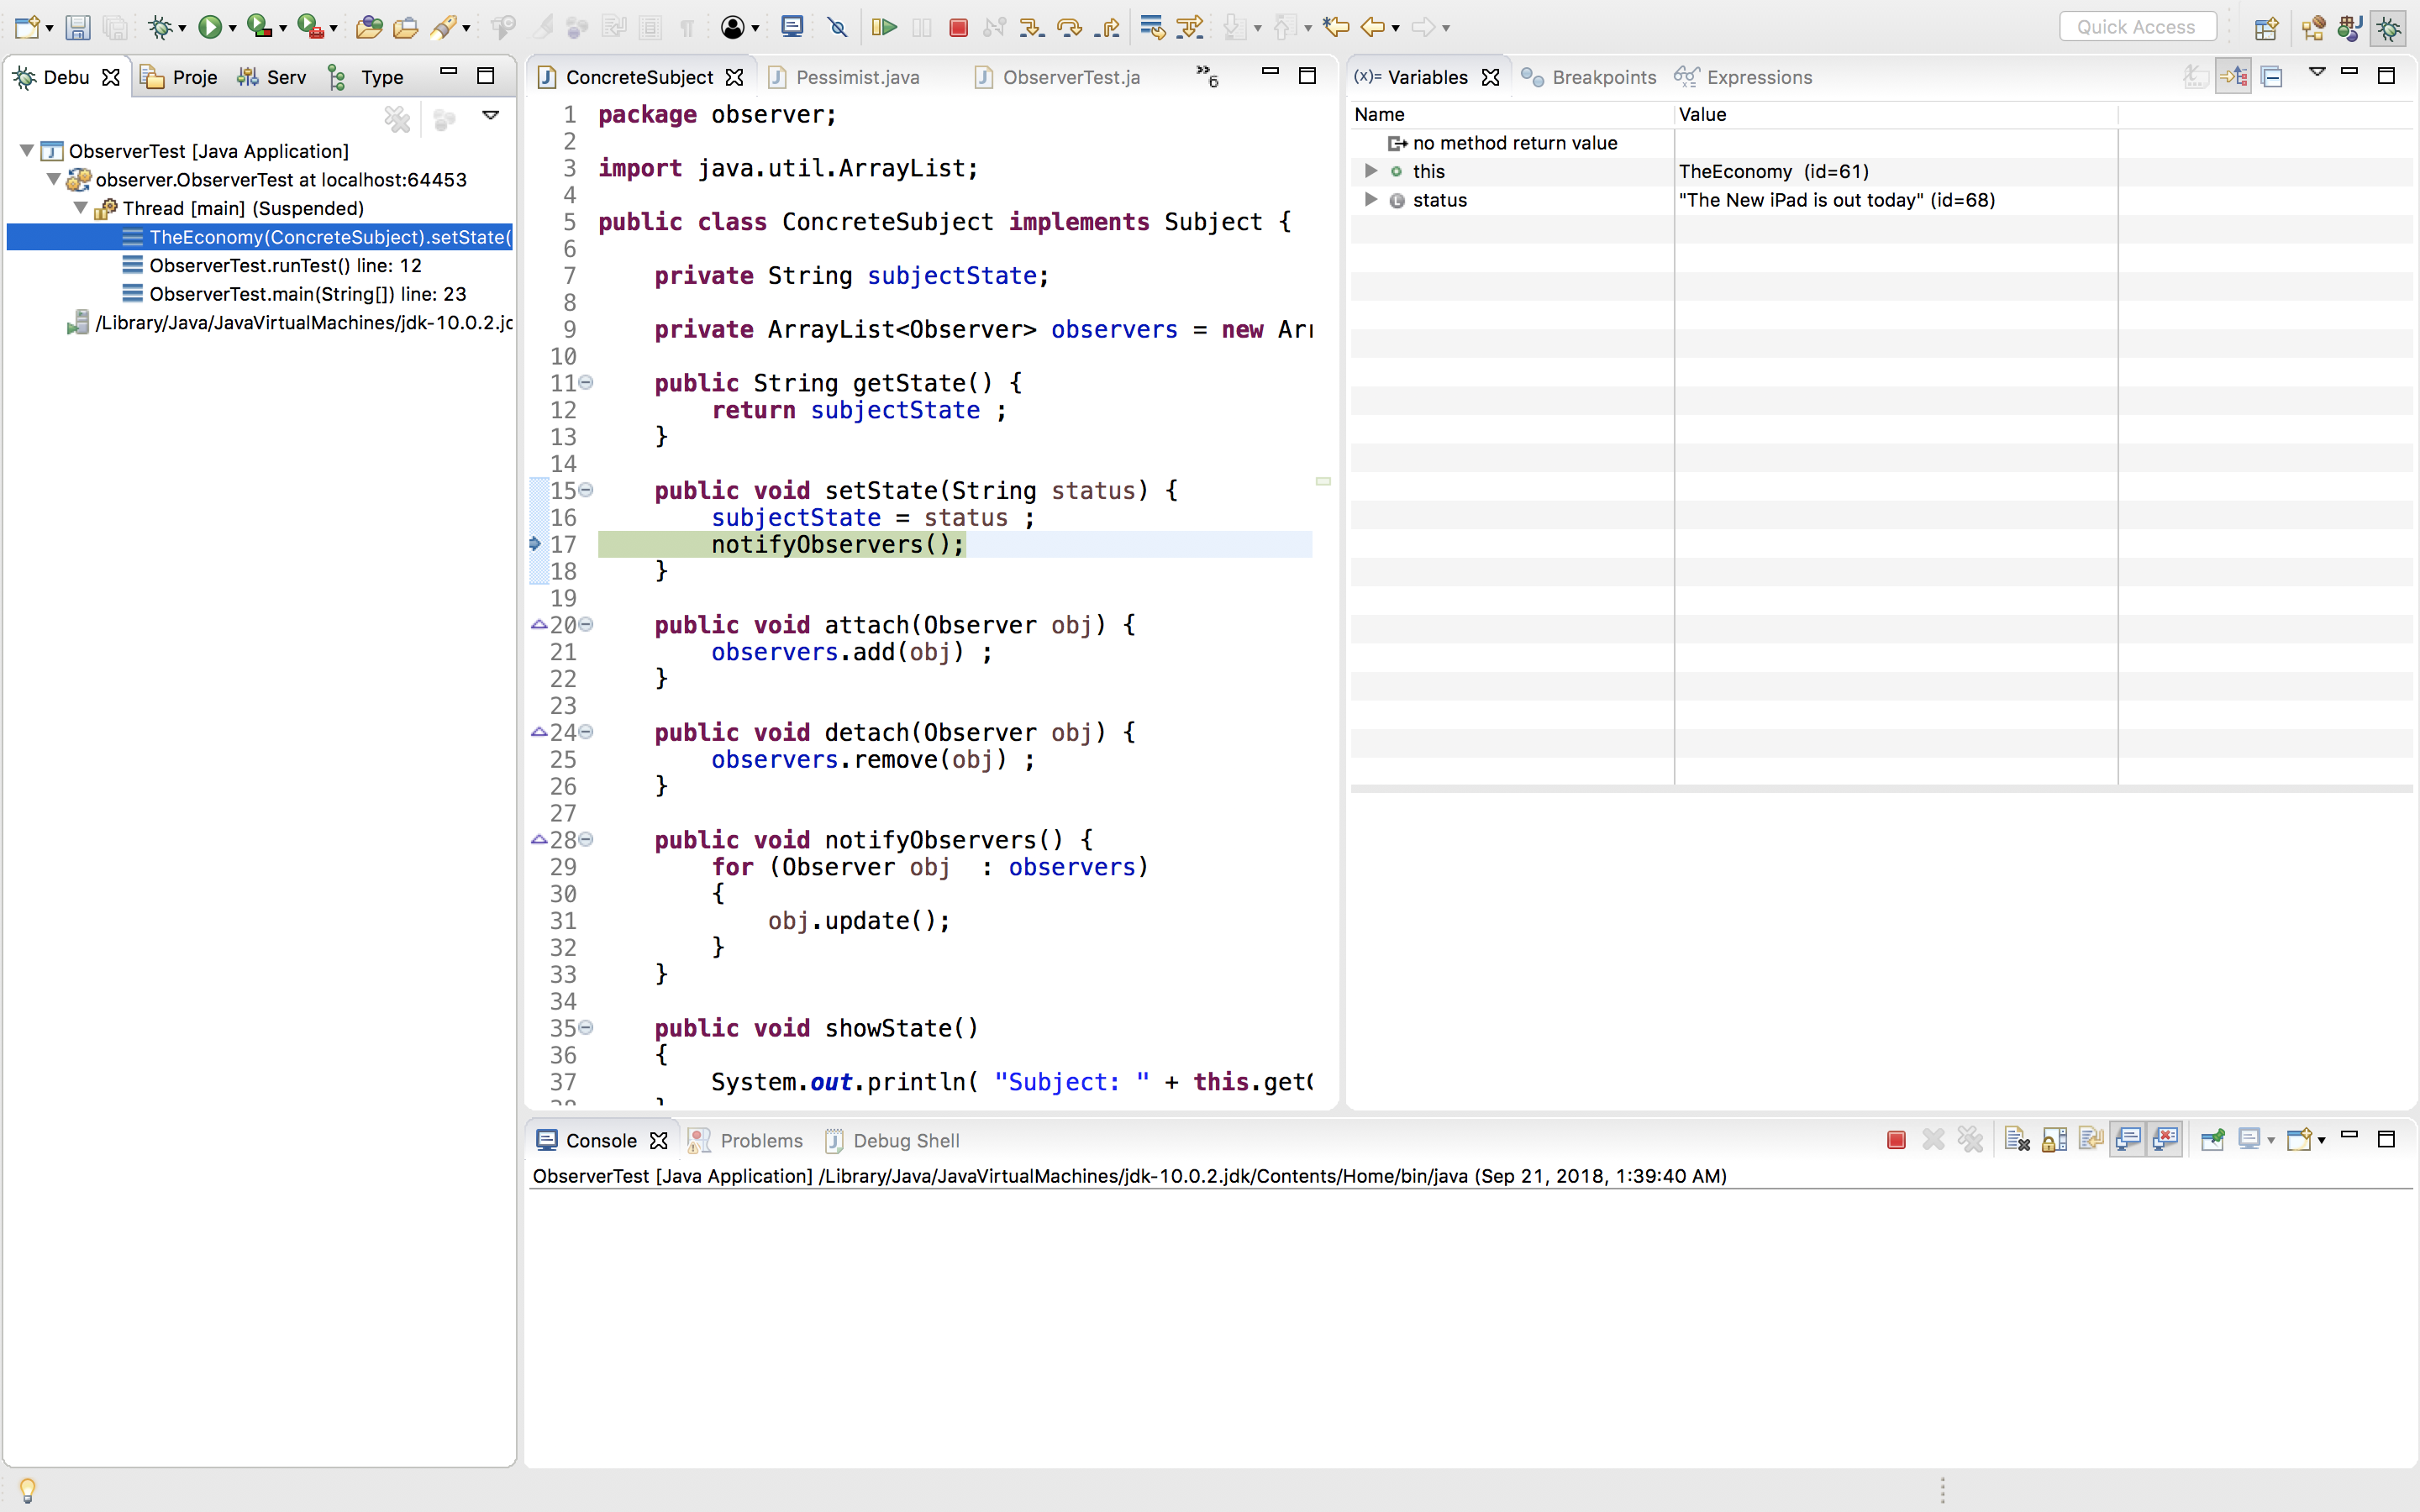 Quick Access
Debu Proje Serv Type
ObserverTest [Java Application]
observer.ObserverTest at localhost:64453
Thread [main] (Suspended)
TheEconomy(ConcreteSubject).setState(
ObserverTest.runTest() line: 12
ObserverTest.main(String[]) line: 23
/Library/Java/JavaVirtualMachines/jdk-10.0.2.jc
ConcreteSubject Pessimist.java ObserverTest.ja »6
1 package observer;
2
3 import java.util.ArrayList;
4
5 public class ConcreteSubject implements Subject {
6
7 private String subjectState;
8
9 private ArrayList<Observer> observers = new Arr
10
11 public String getState() {
12 return subjectState ;
13 }
14
15 public void setState(String status) {
16 subjectState = status ;
17 notifyObservers();
18 }
19
20 public void attach(Observer obj) {
21 observers.add(obj) ;
22 }
23
24 public void detach(Observer obj) {
25 observers.remove(obj) ;
26 }
27
28 public void notifyObservers() {
29 for (Observer obj  : observers)
30 {
31 obj.update();
32 }
33 }
34
35 public void showState()
36 {
37 System.out.println( "Subject: " + this.get
(x)= Variables Breakpoints Expressions
Name Value
no method return value
this TheEconomy (id=61)
status "The New iPad is out today" (id=68)
Console Problems Debug Shell
ObserverTest [Java Application] /Library/Java/JavaVirtualMachines/jdk-10.0.2.jdk/Contents/Home/bin/java (Sep 21, 2018, 1:39:40 AM)